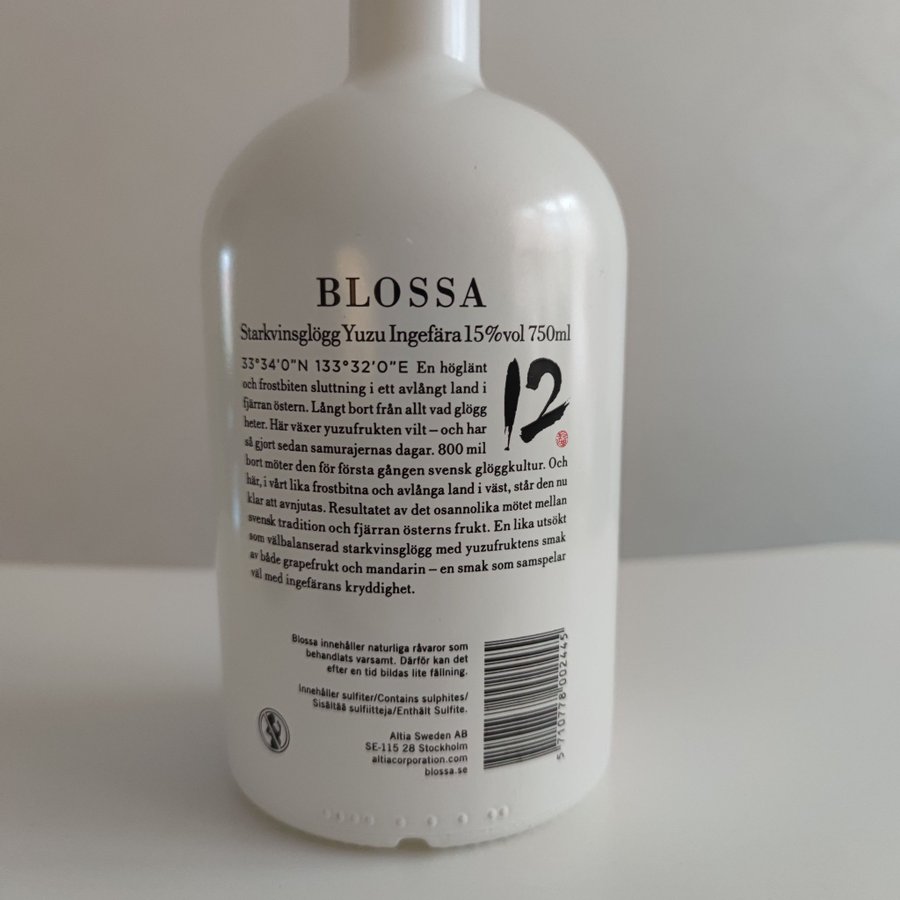 BLOSSA
Starkvinsglögg Yuzu Ingefära 15%vol 750ml
33°34'0"N 133°32'0"E En höglänt
och frostbiten sluttning i ett avlångt land i
fjärran östern. Långt bort från allt vad glögg
heter. Här växer yuzufrukten vilt – och har
så gjort sedan samurajernas dagar. 800 mil
12
bort möter den för första gången svensk glöggkultur. Och
här, i vårt lika frostbitna och avlånga land i väst, står den nu
klar att avnjutas. Resultatet av det osannolika mötet mellan
svensk tradition och fjärran österns frukt. En lika utsökt
som välbalanserad starkvinsglögg med yuzufruktens smak
av både grapefrukt och mandarin – en smak som samspelar
väl med ingefärans kryddighet.
Blossa innehåller naturliga råvaror som
behandlats varsamt. Därför kan det
efter en tid bildas lite fällning.
Innehåller sulfiter/Contains sulphites/
Sisältää sulfiitteja/Enthält Sulfite.
Altia Sweden AB
SE-115 28 Stockholm
altiacorporation.com
blossa.se
5 710778 002445